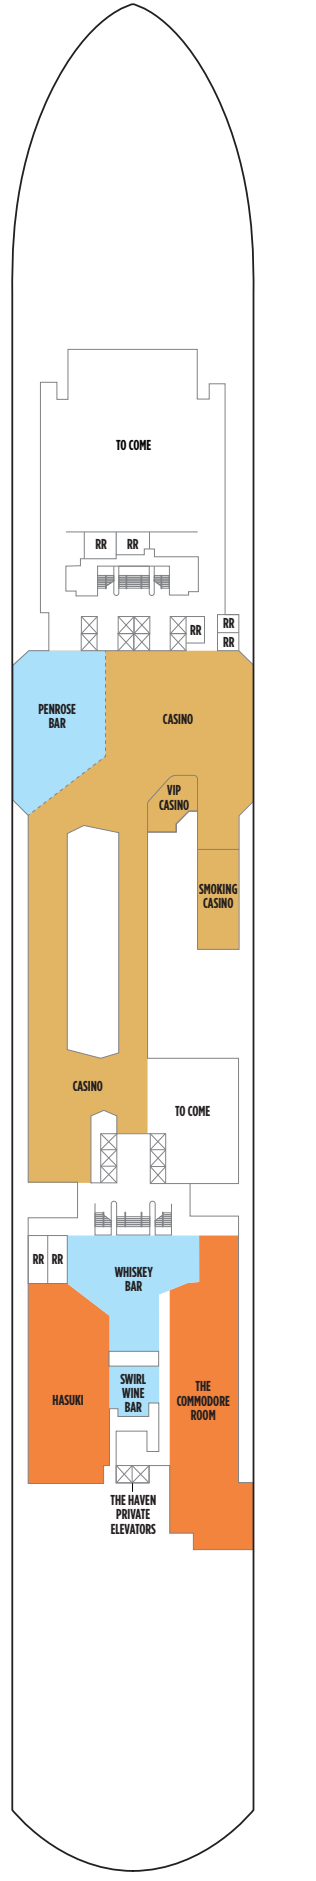 TO COME
RR
RR
RR
RR
RR
PENROSE
BAR
CASINO
VIP
CASINO
SMOKING
CASINO
CASINO
TO COME
RR
RR
WHISKEY
BAR
SWIRL
WINE
BAR
HASUKI
THE
COMMODORE
ROOM
THE HAVEN
PRIVATE
ELEVATORS